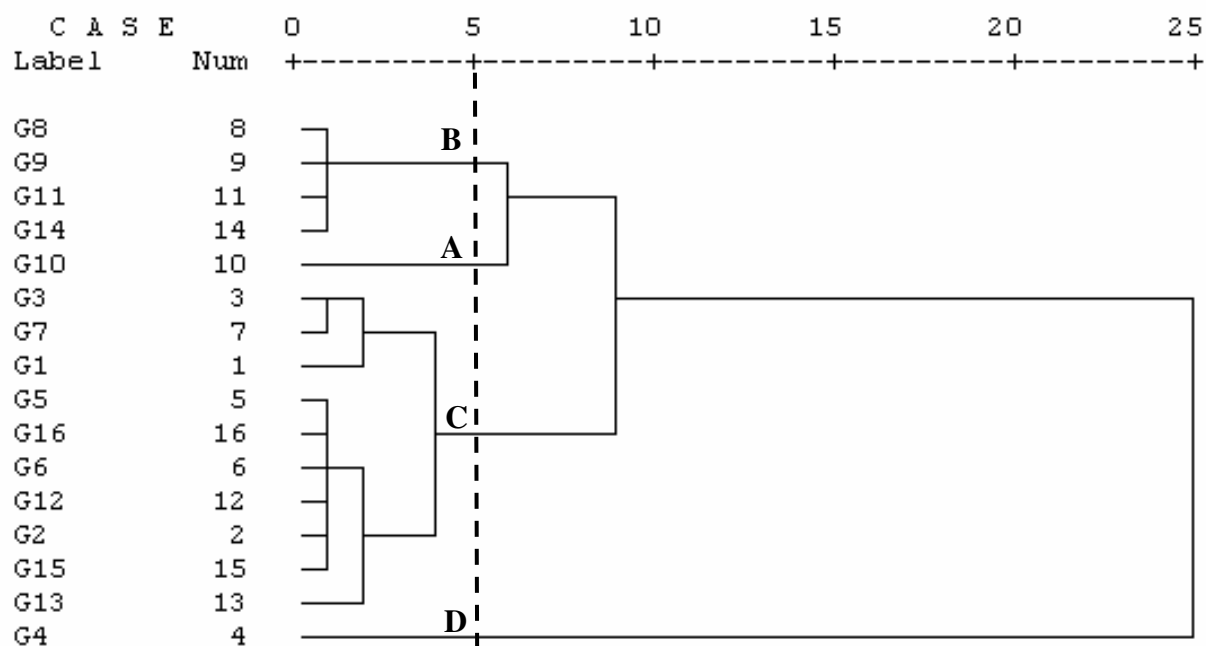 C A S E 0 5 10 15 20 25
Label Num +---------+---------+---------+---------+---------+
G8 8
B
G9 9
G11 11
G14 14
A
G10 10
G3 3
G7 7
G1 1
G5 5
C
G16 16
G6 6
G12 12
G2 2
G15 15
G13 13
D
G4 4